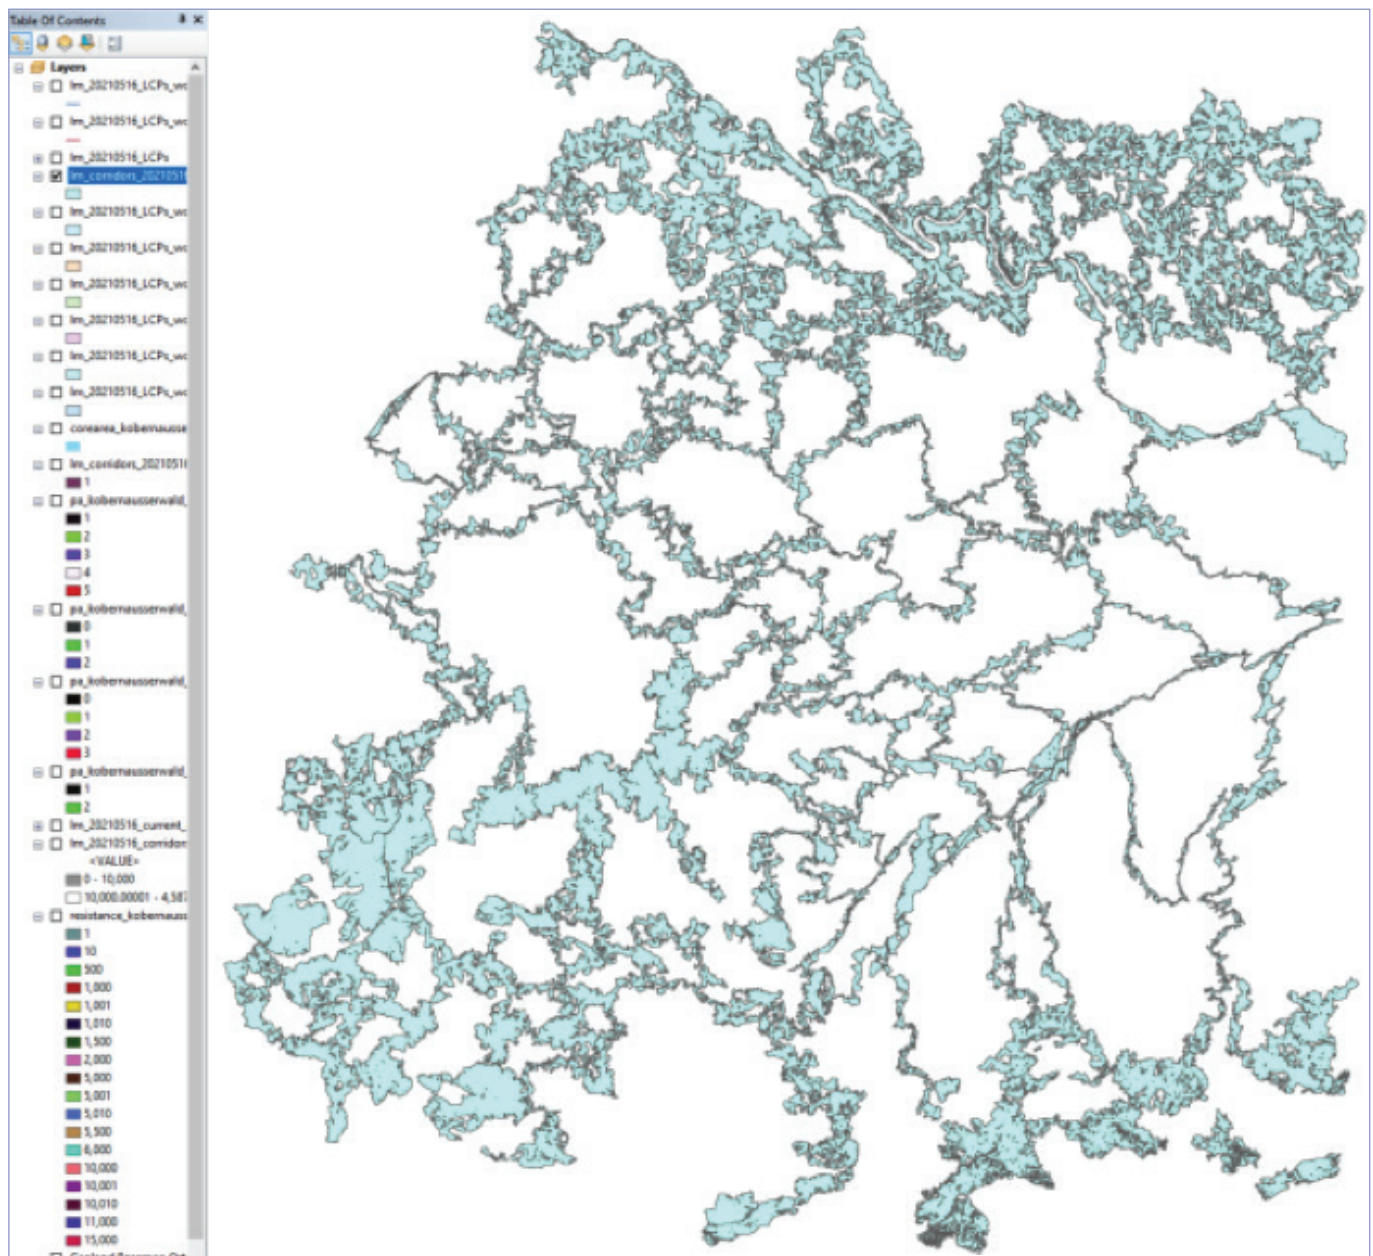 Table Of Contents
Layers
lm_20210516_LCPs_wc
lm_20210516_LCPs_wc
lm_20210516_LCPs
lm_corridors_20210516
lm_20210516_LCPs_wc
lm_20210516_LCPs_wc
lm_20210516_LCPs_wc
lm_20210516_LCPs_wc
lm_20210516_LCPs_wc
lm_20210516_LCPs_wc
corearea_kobernausse
lm_corridors_20210516
1
pa_kobernausserwald_
1
2
3
4
5
pa_kobernausserwald_
0
1
2
pa_kobernausserwald_
0
1
2
3
pa_kobernausserwald_
1
2
lm_20210516_current_
lm_20210516_corridor
<VALUE>
0 - 10,000
10,000.00001 - 4,587
resistance_kobernauss
1
10
500
1,000
1,001
1,010
1,500
2,000
5,000
5,001
5,010
5,500
6,000
10,000
10,001
10,010
11,000
15,000